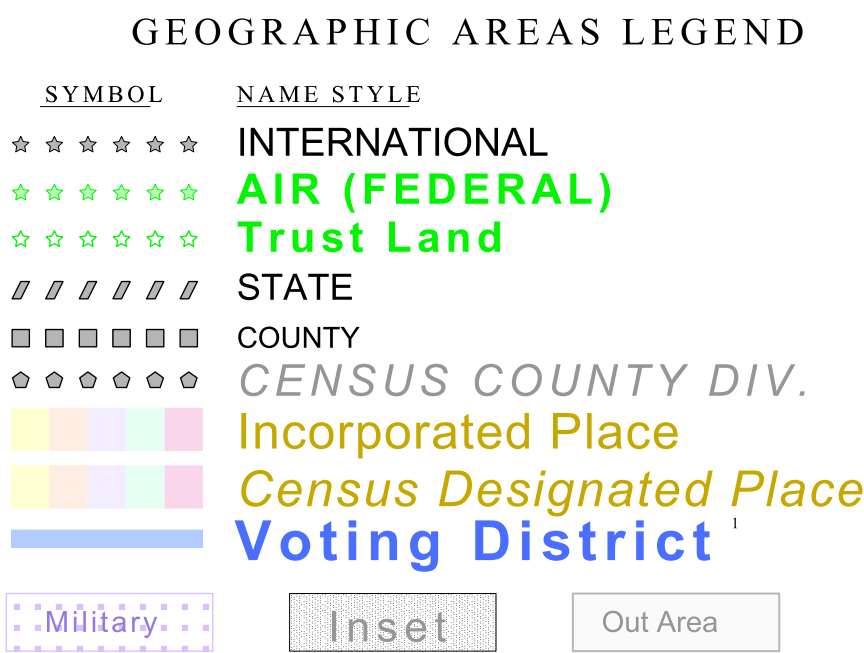 GEOGRAPHIC AREAS LEGEND
SYMBOL NAME STYLE
INTERNATIONAL
AIR (FEDERAL)
Trust Land
STATE
COUNTY
CENSUS COUNTY DIV.
Incorporated Place
Census Designated Place
Voting District 1
Military Inset Out Area